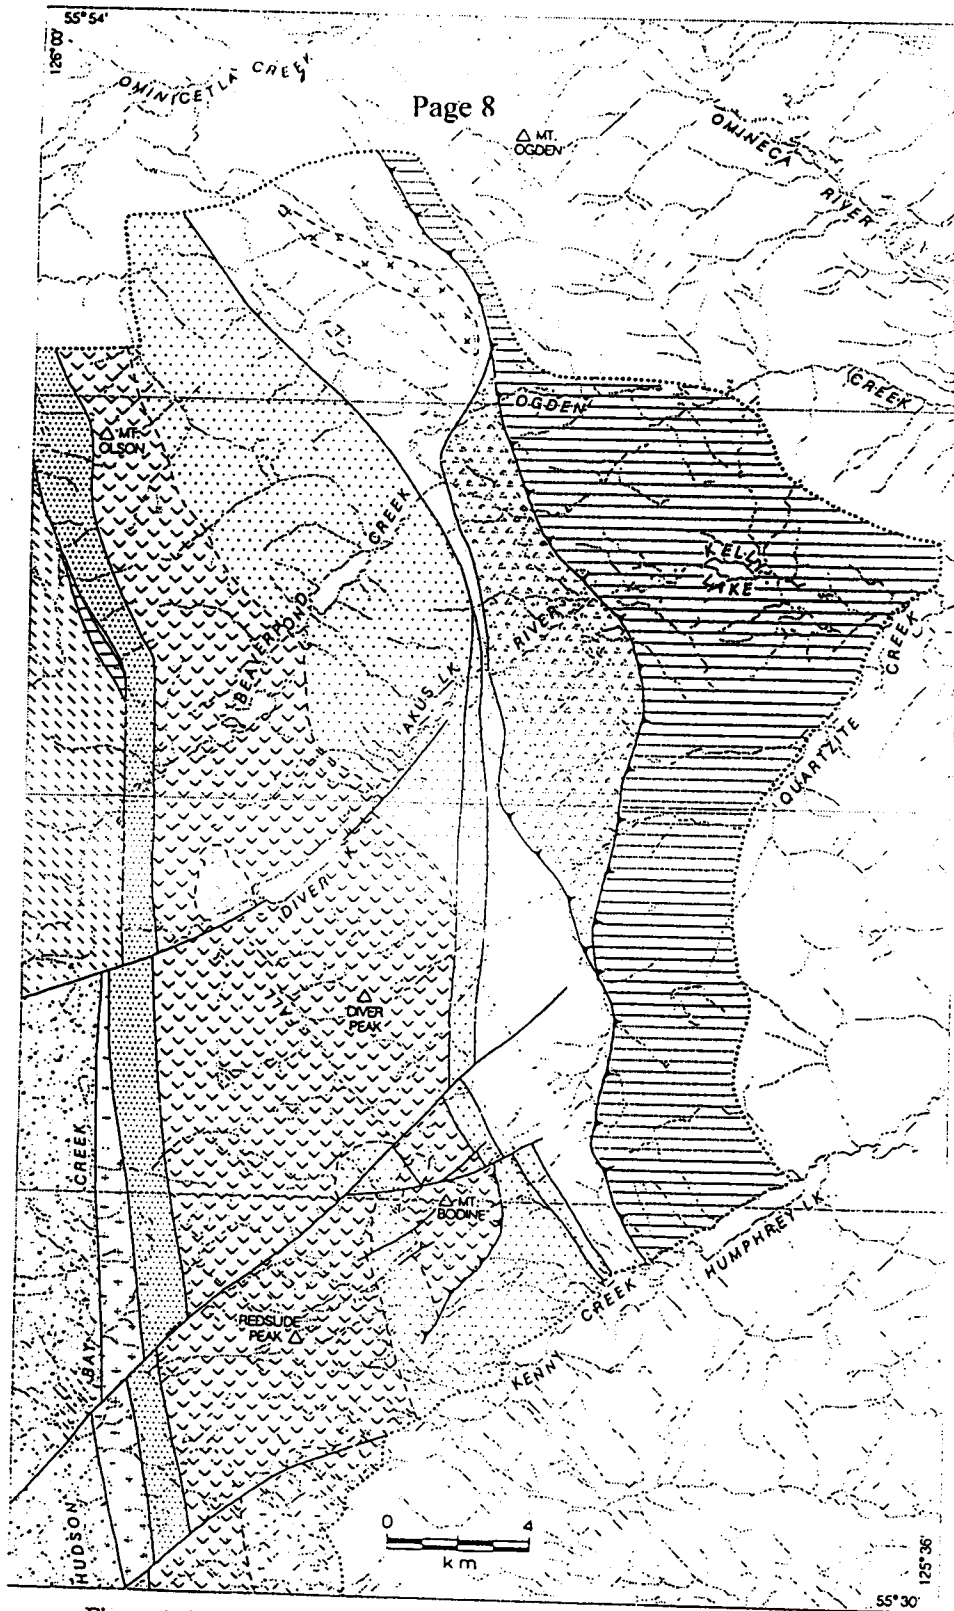 55° 54'
126° 00'
OMINICETLA CREEK
Page 8
△ MT.
OGDEN
OMINECA
RIVER
CREEK
OGDEN
△ MT.
OLSON
CREEK
BEAVERPOND
LAKE
RIVER
AKUS LK
CREEK
QUARTZITE
DIVER LK
△
DIVER
PEAK
CREEK
△ MT.
BODINE
HUMPHREY LK
CREEK
REDSLIDE
PEAK △
BAY
KENNY
HUDSON
0 4
km
125° 36'
55° 30'